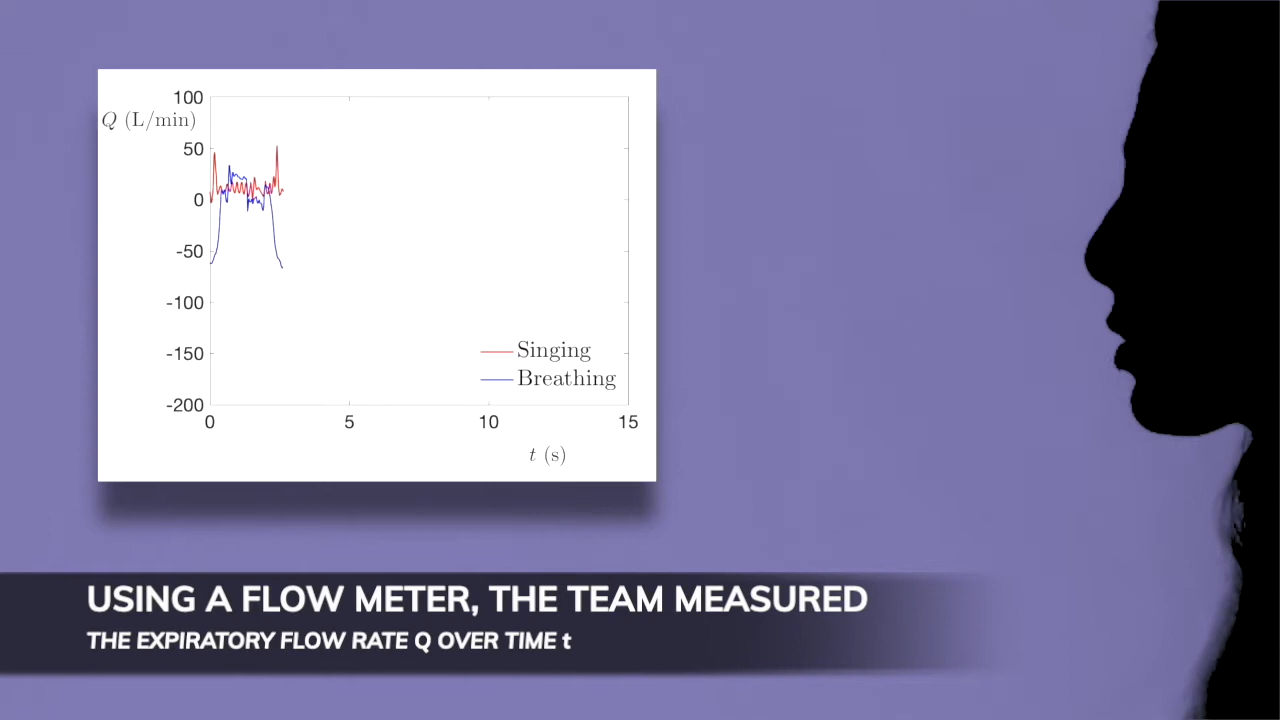 100
Q (L/min)
50
0
-50
-100
-150
-200
Singing
Breathing
0 5 10 15
t (s)
USING A FLOW METER, THE TEAM MEASURED
THE EXPIRATORY FLOW RATE Q OVER TIME t